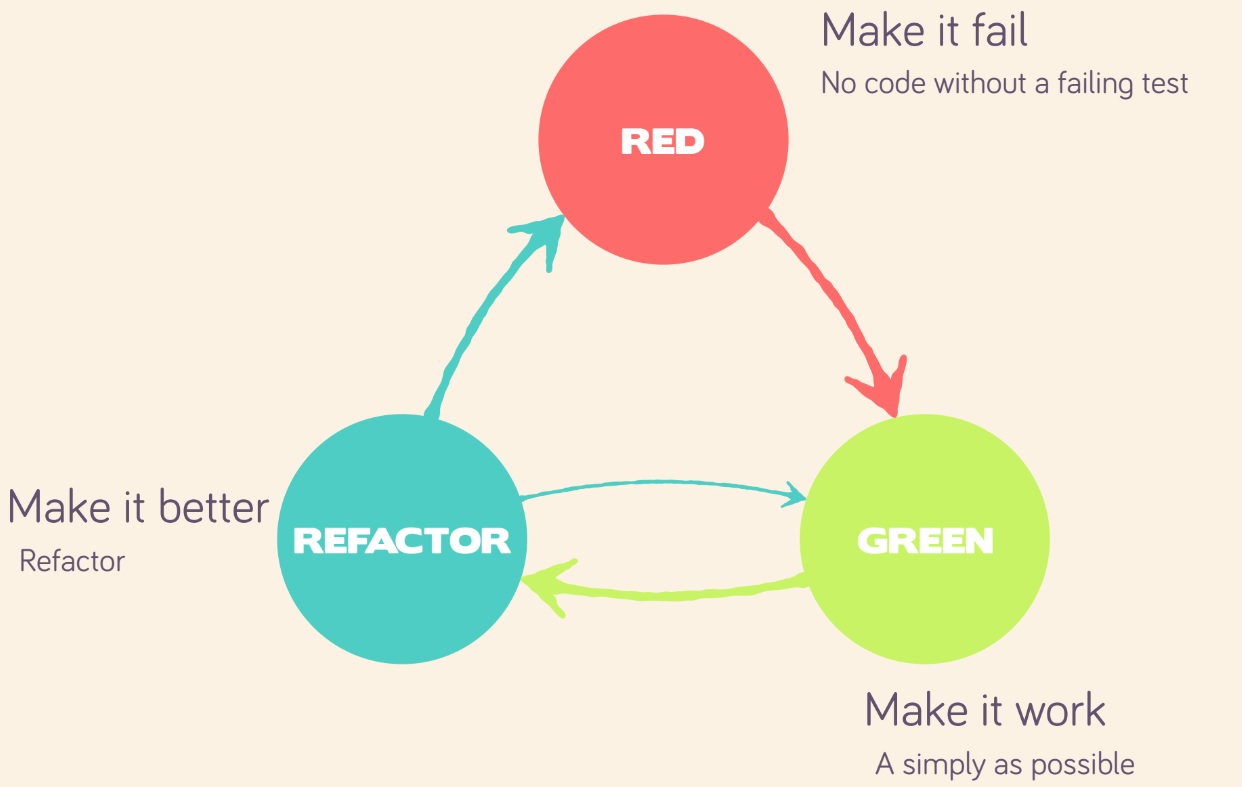 Make it fail
No code without a failing test
RED
Make it better
Refactor
REFACTOR
GREEN
Make it work
A simply as possible